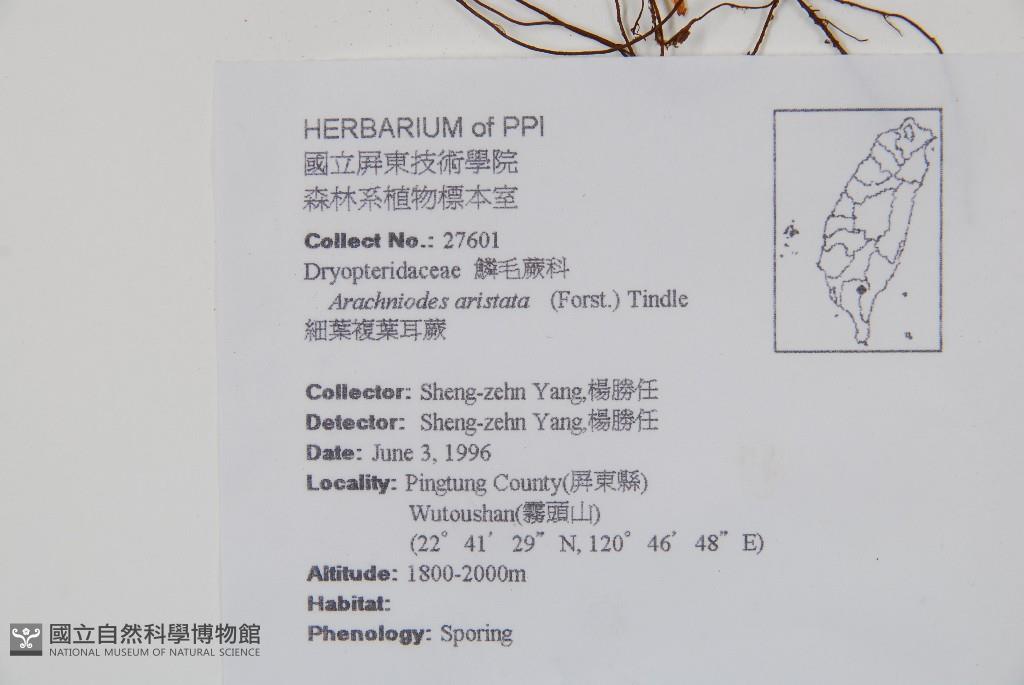 HERBARIUM of PPI
國立屏東技術學院
森林系植物標本室
Collect No.: 27601
Dryopteridaceae 鱗毛蕨科
Arachniodes aristata (Forst.) Tindle
細葉複葉耳蕨
Collector: Sheng-zehn Yang,楊勝任
Detector: Sheng-zehn Yang,楊勝任
Date: June 3, 1996
Locality: Pingtung County(屏東縣)
Wutoushan(霧頭山)
(22° 41′ 29” N, 120° 46′ 48” E)
Altitude: 1800-2000m
Habitat:
Phenology: Sporing
國立自然科學博物館
NATIONAL MUSEUM OF NATURAL SCIENCE